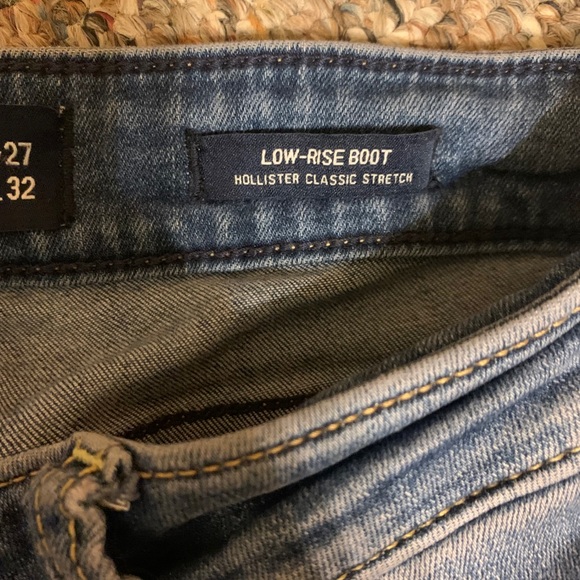 27
32
LOW-RISE BOOT
HOLLISTER CLASSIC STRETCH